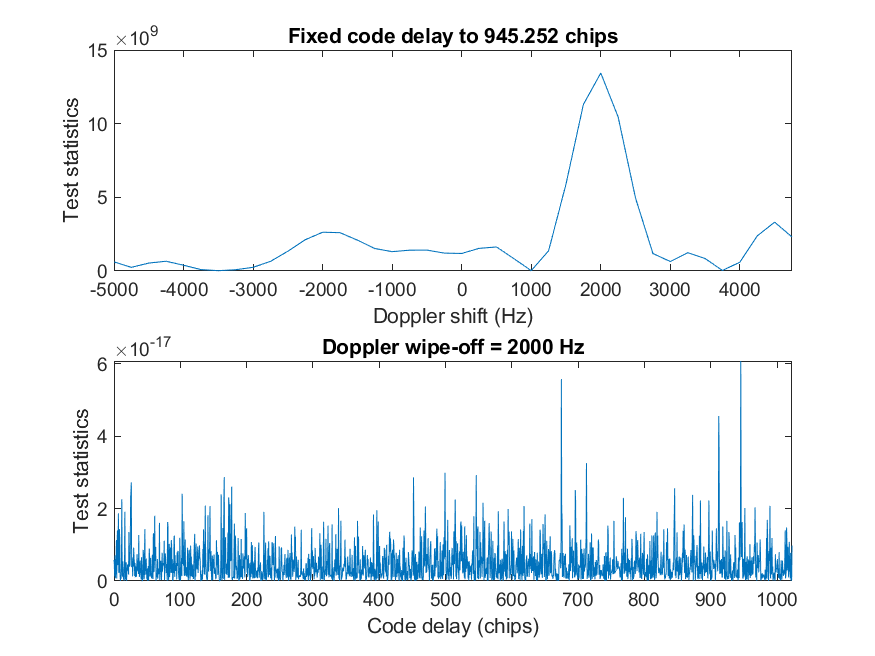 Fixed code delay to 945.252 chips
×10^9
15
10
5
0
Test statistics
-5000 -4000 -3000 -2000 -1000 0 1000 2000 3000 4000
Doppler shift (Hz)
Doppler wipe-off = 2000 Hz
×10^-17
6
4
2
0
Test statistics
0 100 200 300 400 500 600 700 800 900 1000
Code delay (chips)